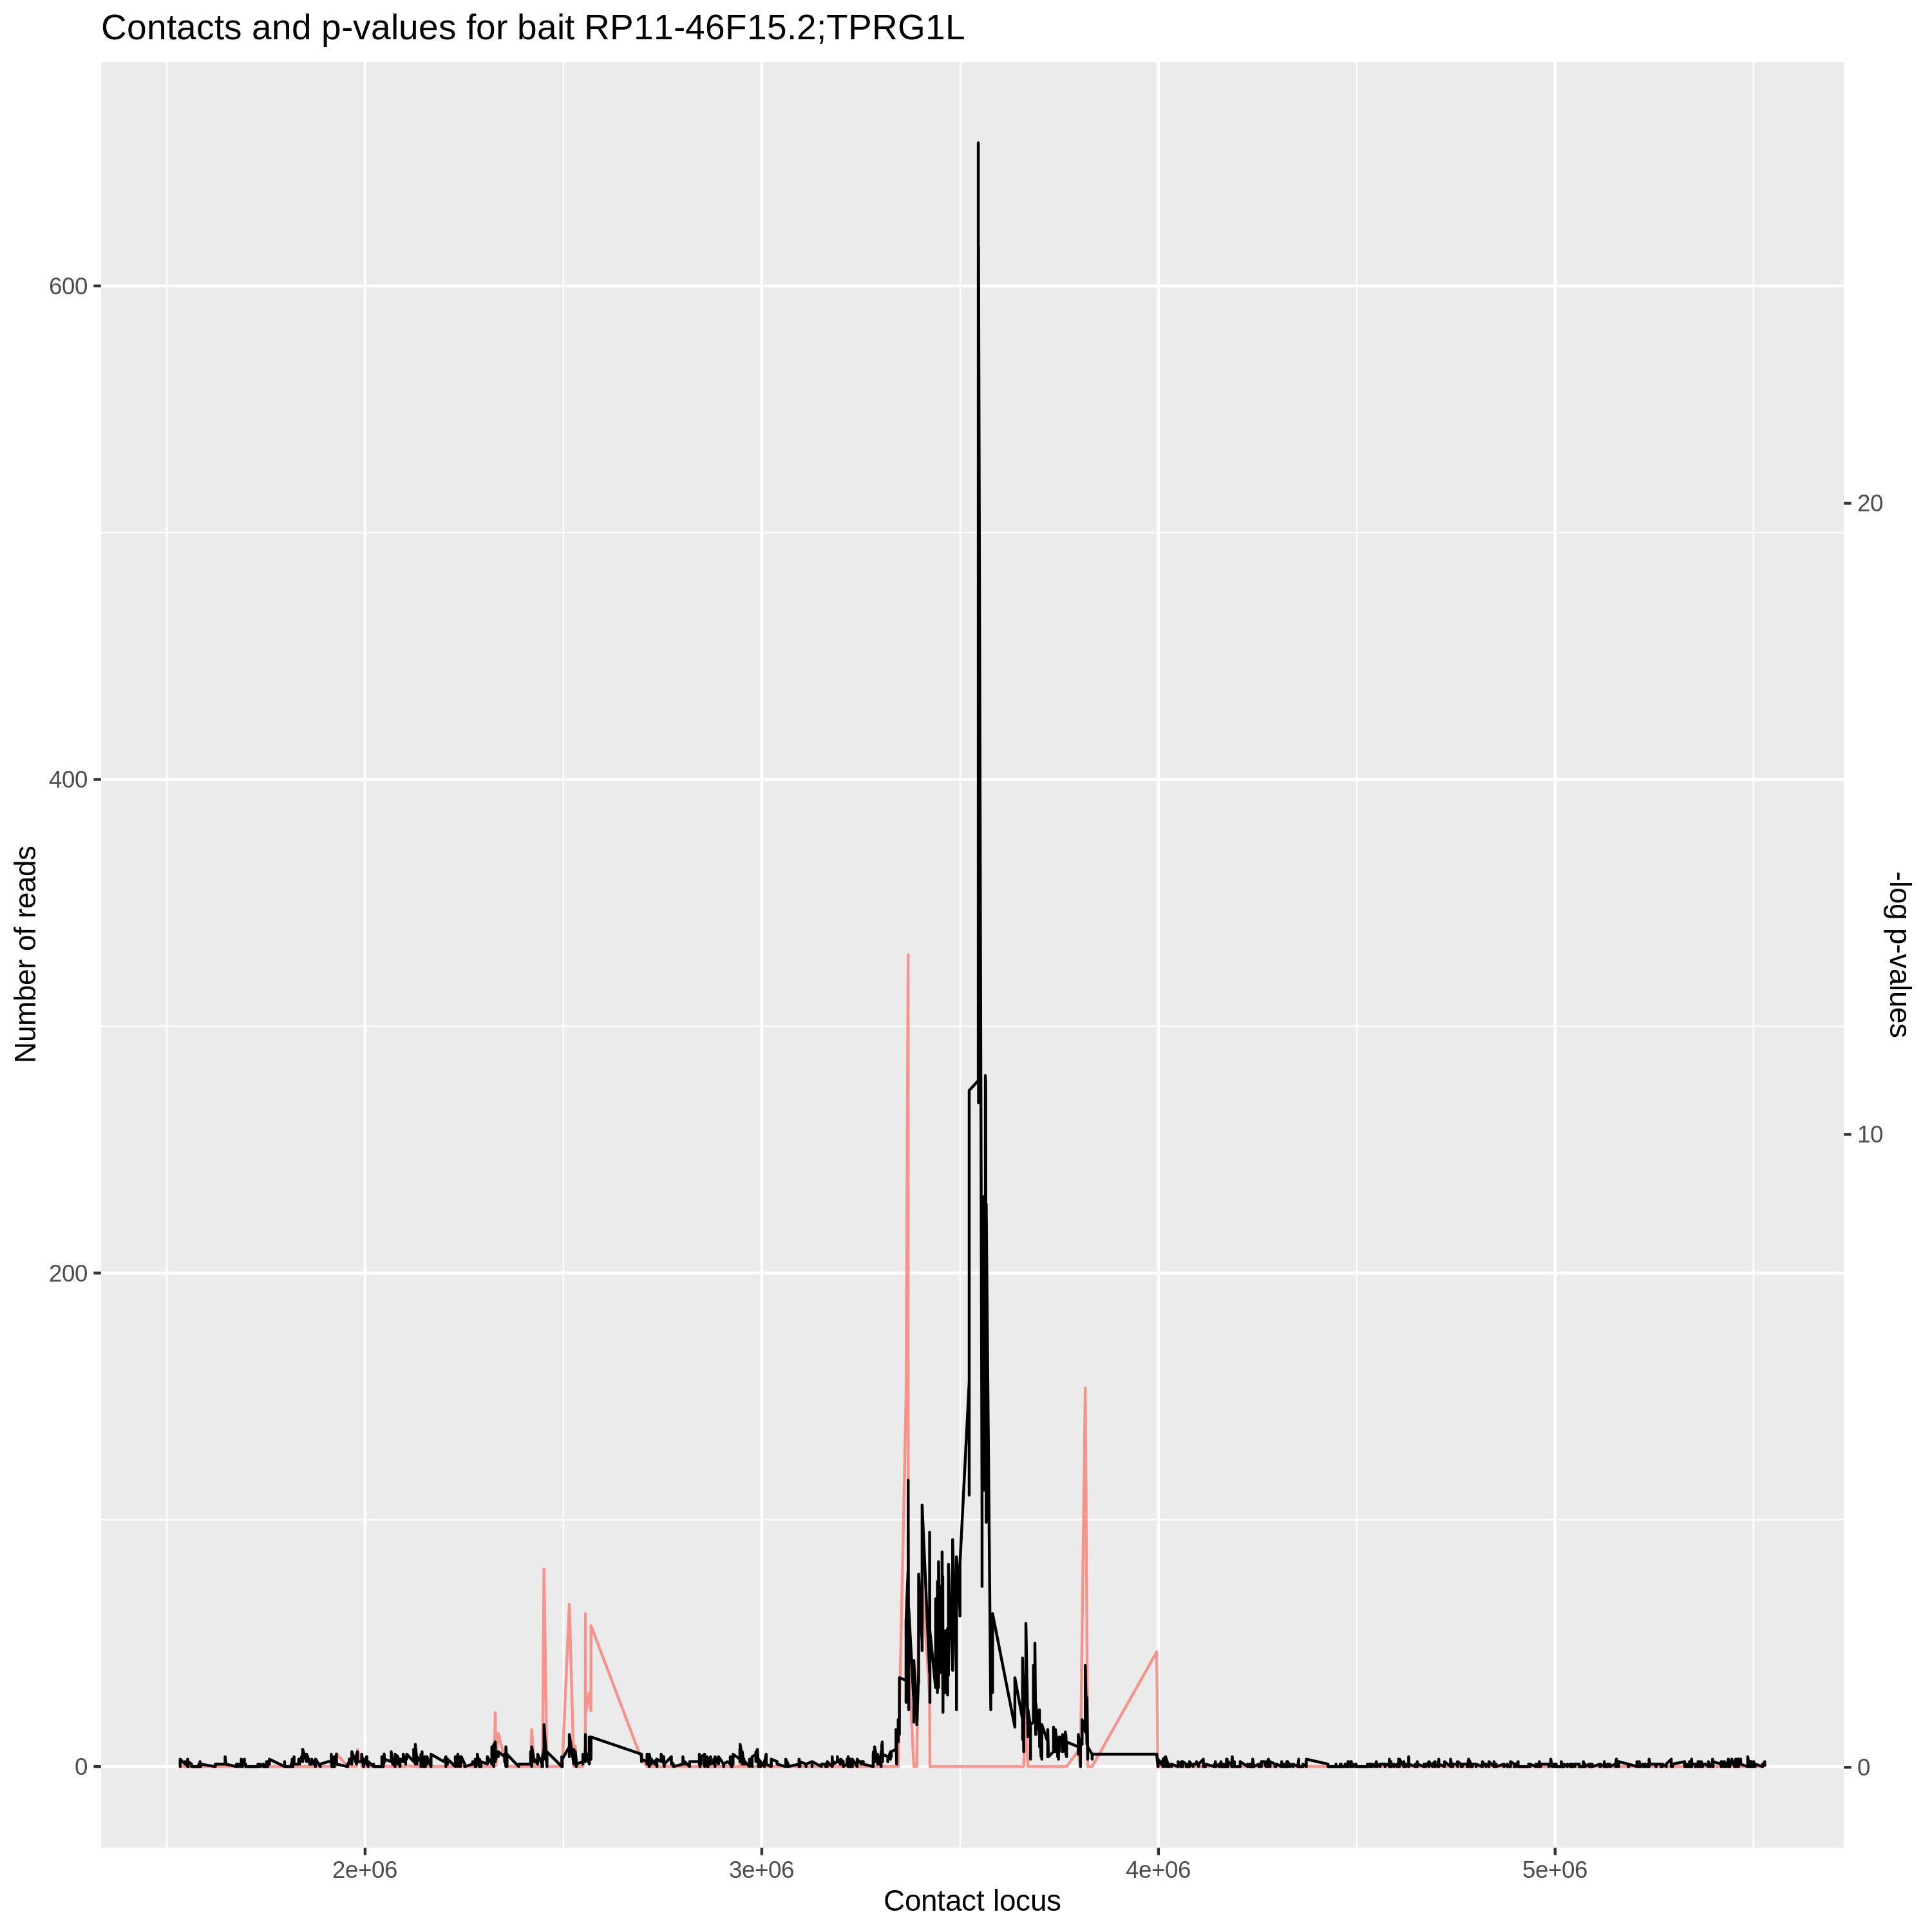 Contacts and p-values for bait RP11-46F15.2;TPRG1L
600
400
200
0
Number of reads
20
10
0
-log p-values
2e+06
3e+06
4e+06
5e+06
Contact locus